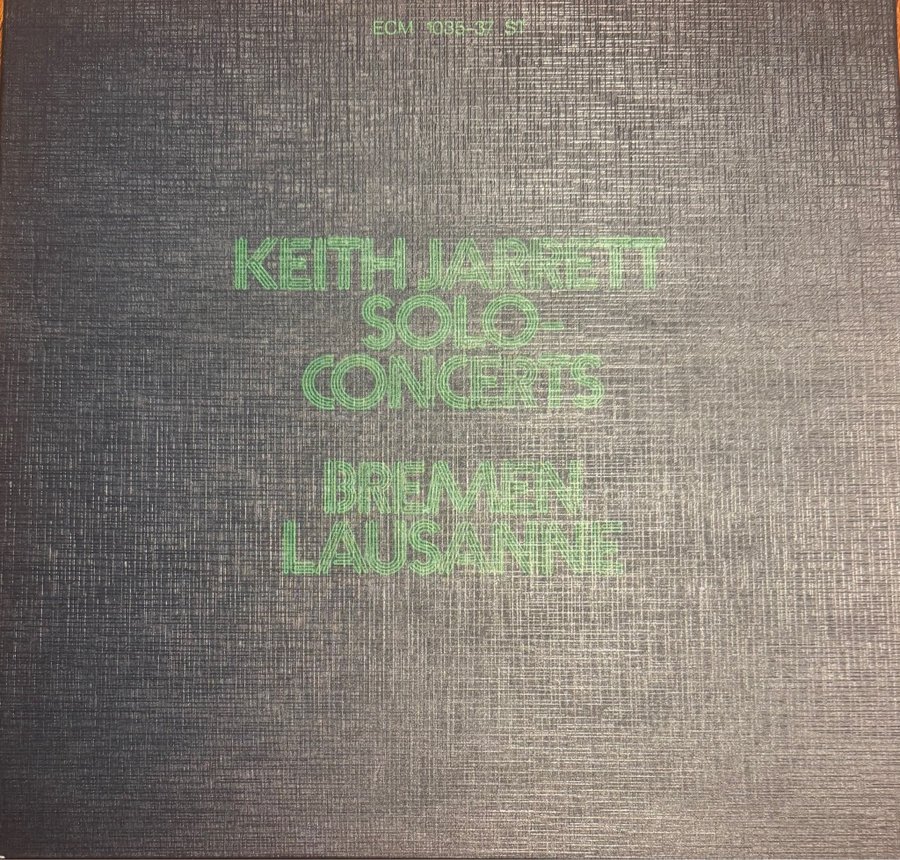 ECM 1035-37 ST
KEITH JARRETT
SOLO-
CONCERTS
BREMEN
LAUSANNE